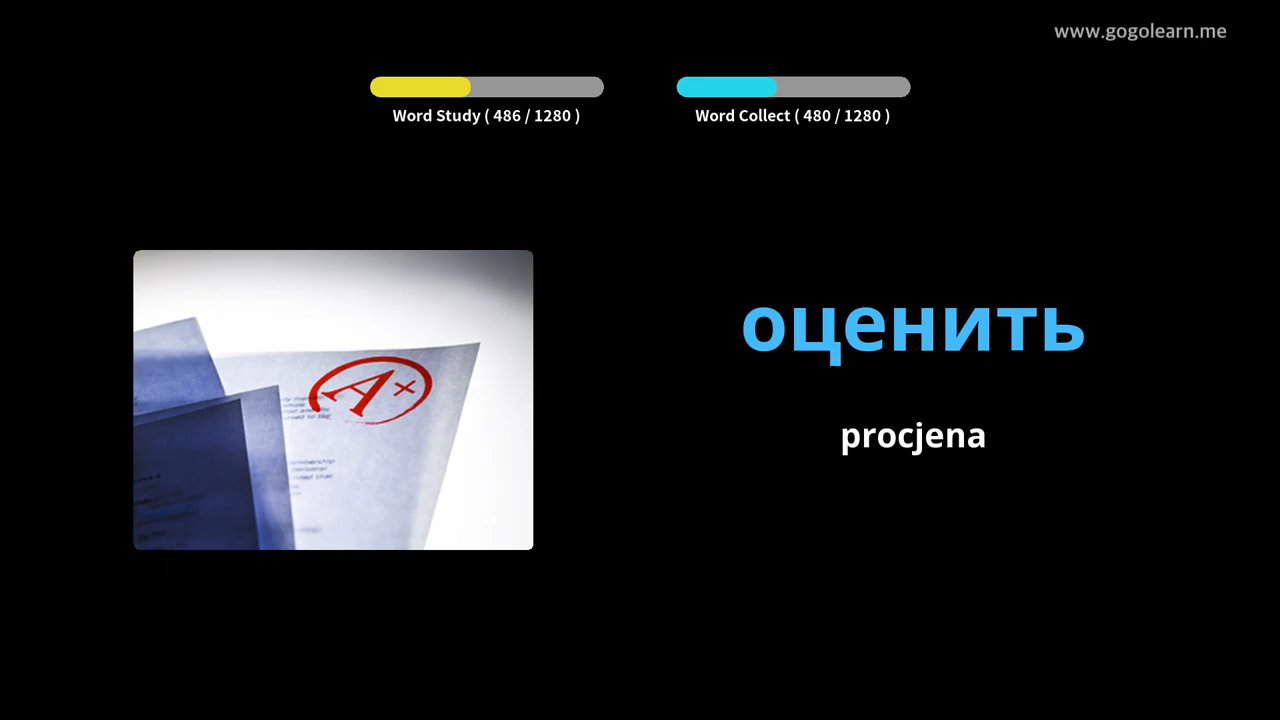 www.gogolearn.me
Word Study ( 486 / 1280 )
Word Collect ( 480 / 1280 )
оценить
procjena
A+